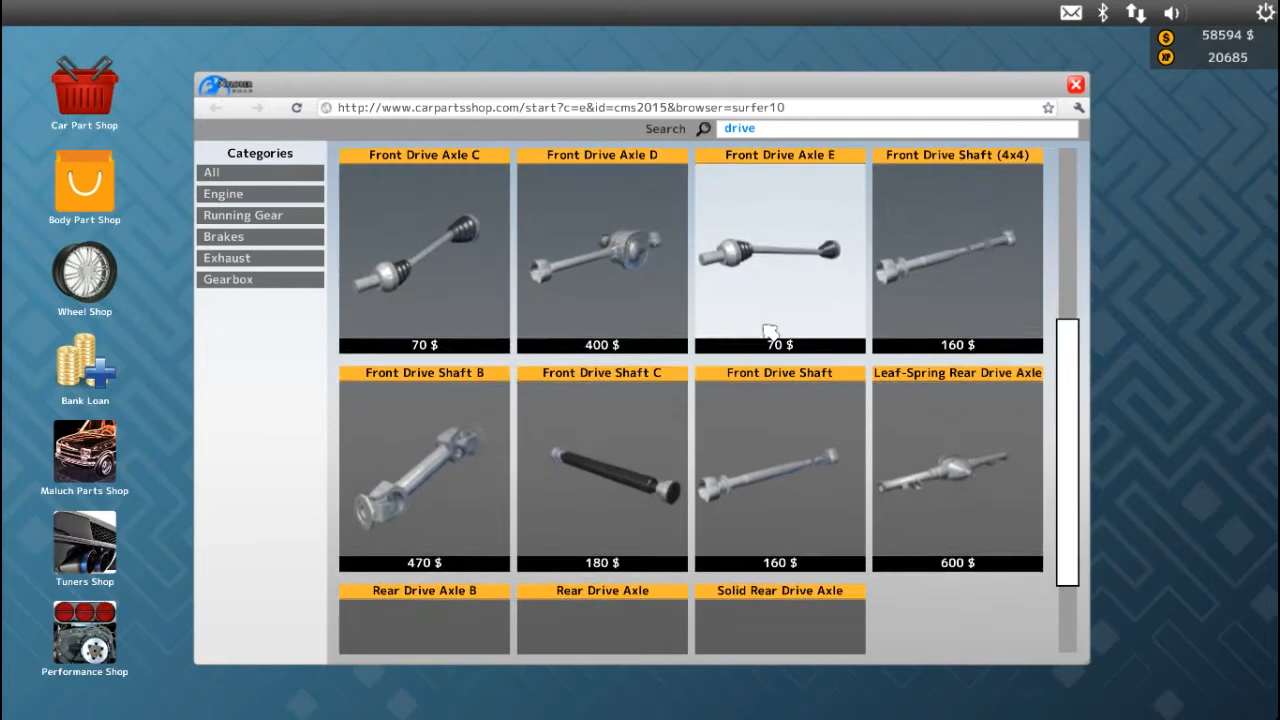 58594 $
20685
Car Part Shop
Body Part Shop
Wheel Shop
Bank Loan
Maluch Parts Shop
Tuners Shop
Performance Shop
http://www.carpartsshop.com/start?c=e&id=cms2015&browser=surfer10
Search drive
Categories
All
Engine
Running Gear
Brakes
Exhaust
Gearbox
Front Drive Axle C
70 $
Front Drive Axle D
400 $
Front Drive Axle E
70 $
Front Drive Shaft (4x4)
160 $
Front Drive Shaft B
470 $
Front Drive Shaft C
180 $
Front Drive Shaft
160 $
Leaf-Spring Rear Drive Axle
600 $
Rear Drive Axle B
Rear Drive Axle
Solid Rear Drive Axle